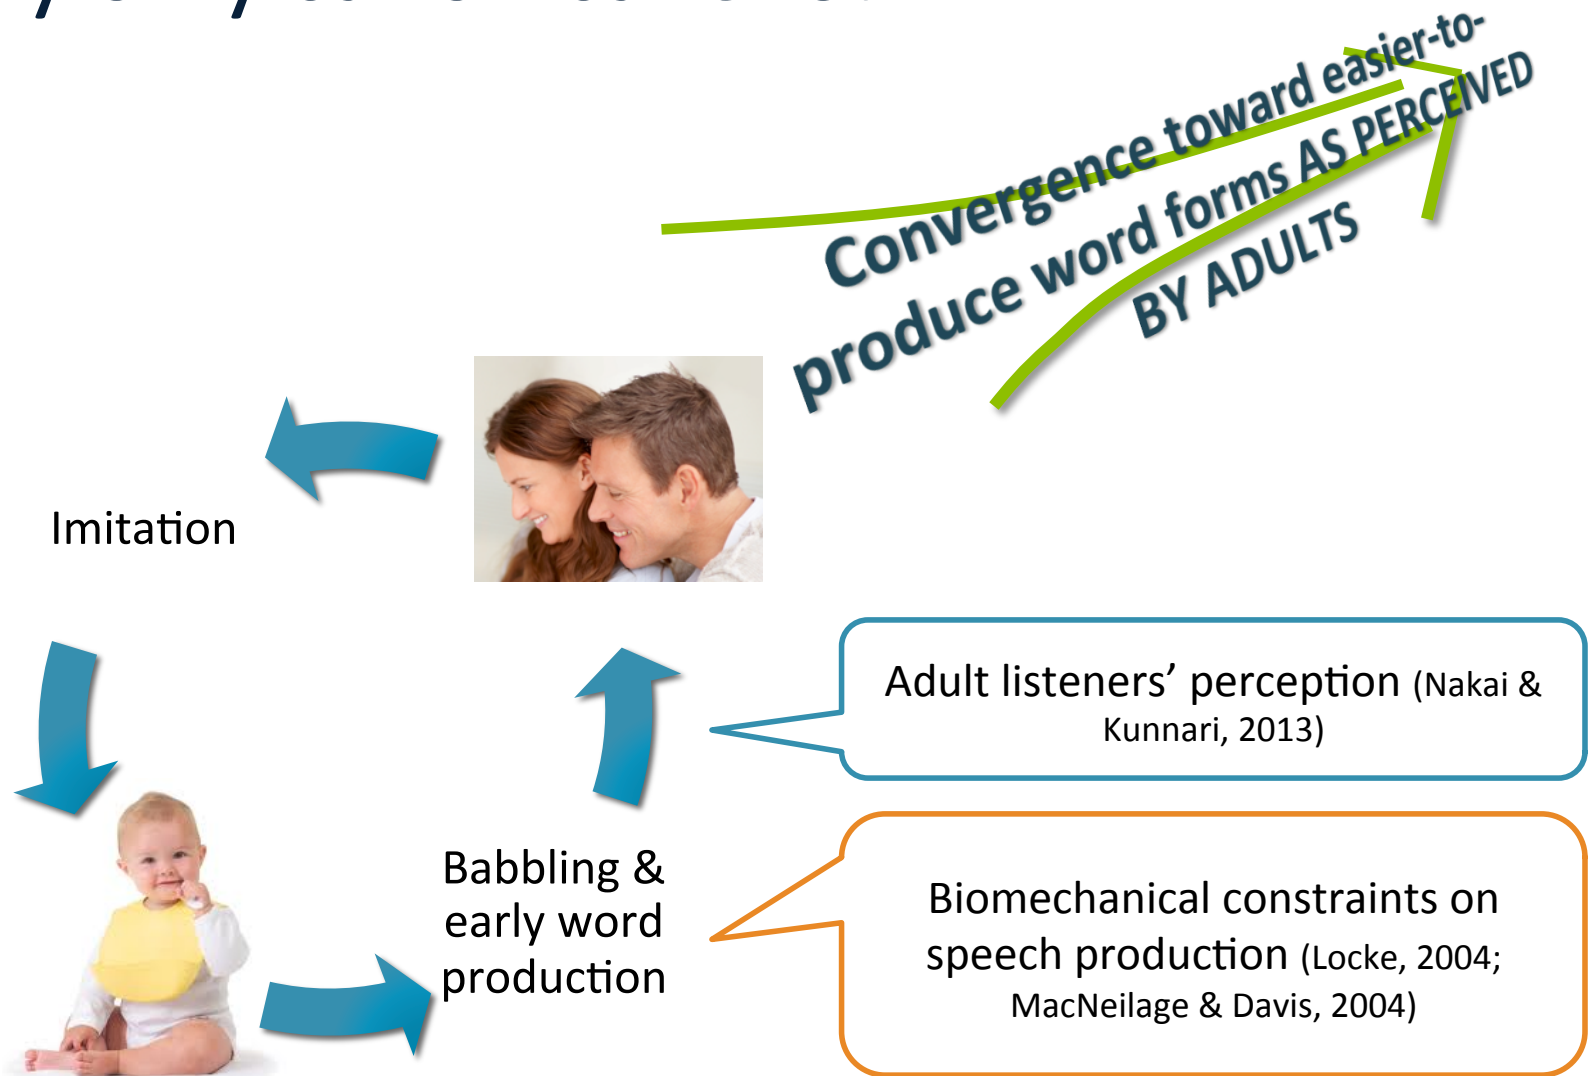 Convergence toward easier-to-
produce word forms AS PERCEIVED
BY ADULTS
Imitation
Adult listeners’ perception (Nakai &
Kunnari, 2013)
Babbling &
early word
production
Biomechanical constraints on
speech production (Locke, 2004;
MacNeilage & Davis, 2004)